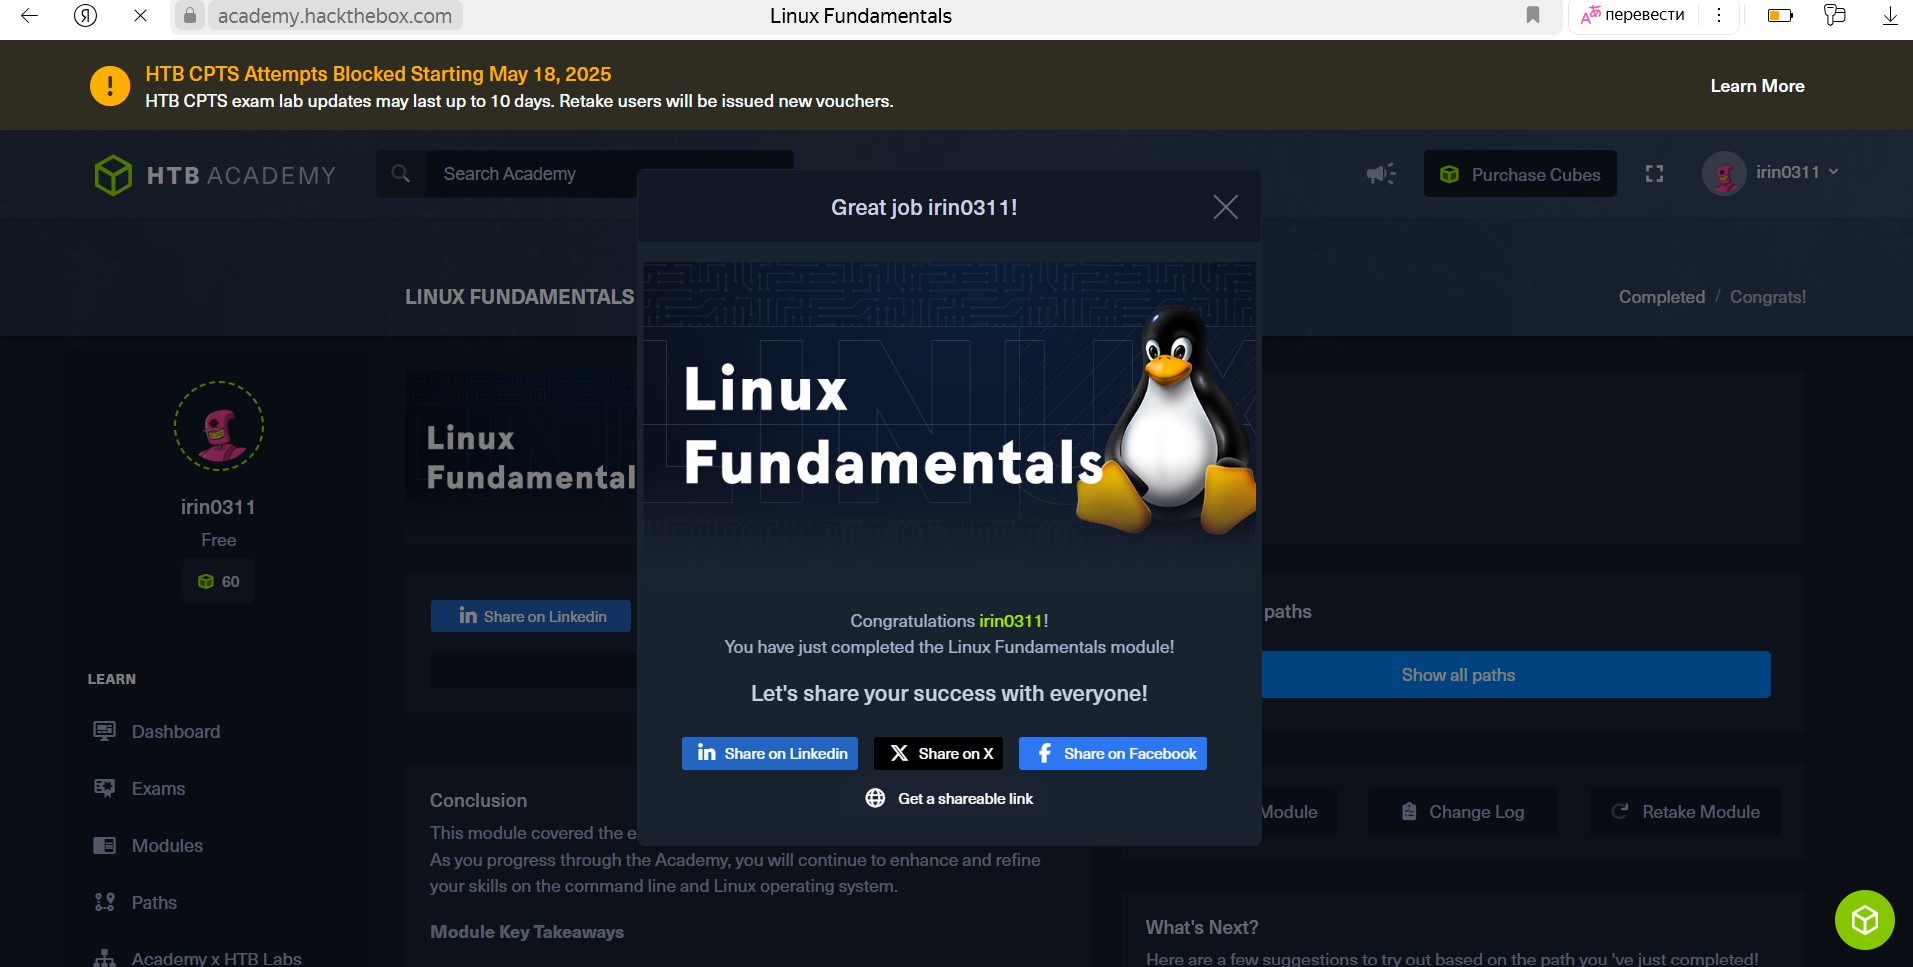 academy.hackthebox.com
Linux Fundamentals
перевести
HTB CPTS Attempts Blocked Starting May 18, 2025
HTB CPTS exam lab updates may last up to 10 days. Retake users will be issued new vouchers.
Learn More
HTB ACADEMY
Search Academy
Purchase Cubes
irin0311
Great job irin0311!
LINUX FUNDAMENTALS
Completed / Congrats!
Linux
Fundamentals
Linux
Fundamental
irin0311
Free
60
Congratulations irin0311!
You have just completed the Linux Fundamentals module!
Let's share your success with everyone!
Share on Linkedin
Share on X
Share on Facebook
Get a shareable link
Share on Linkedin
paths
Show all paths
LEARN
Dashboard
Exams
Modules
Paths
Academy x HTB Labs
Conclusion
This module covered the e
As you progress through the Academy, you will continue to enhance and refine
your skills on the command line and Linux operating system.
Module Key Takeaways
Module
Change Log
Retake Module
What's Next?
Here are a few suggestions to try out based on the path you 've just completed!